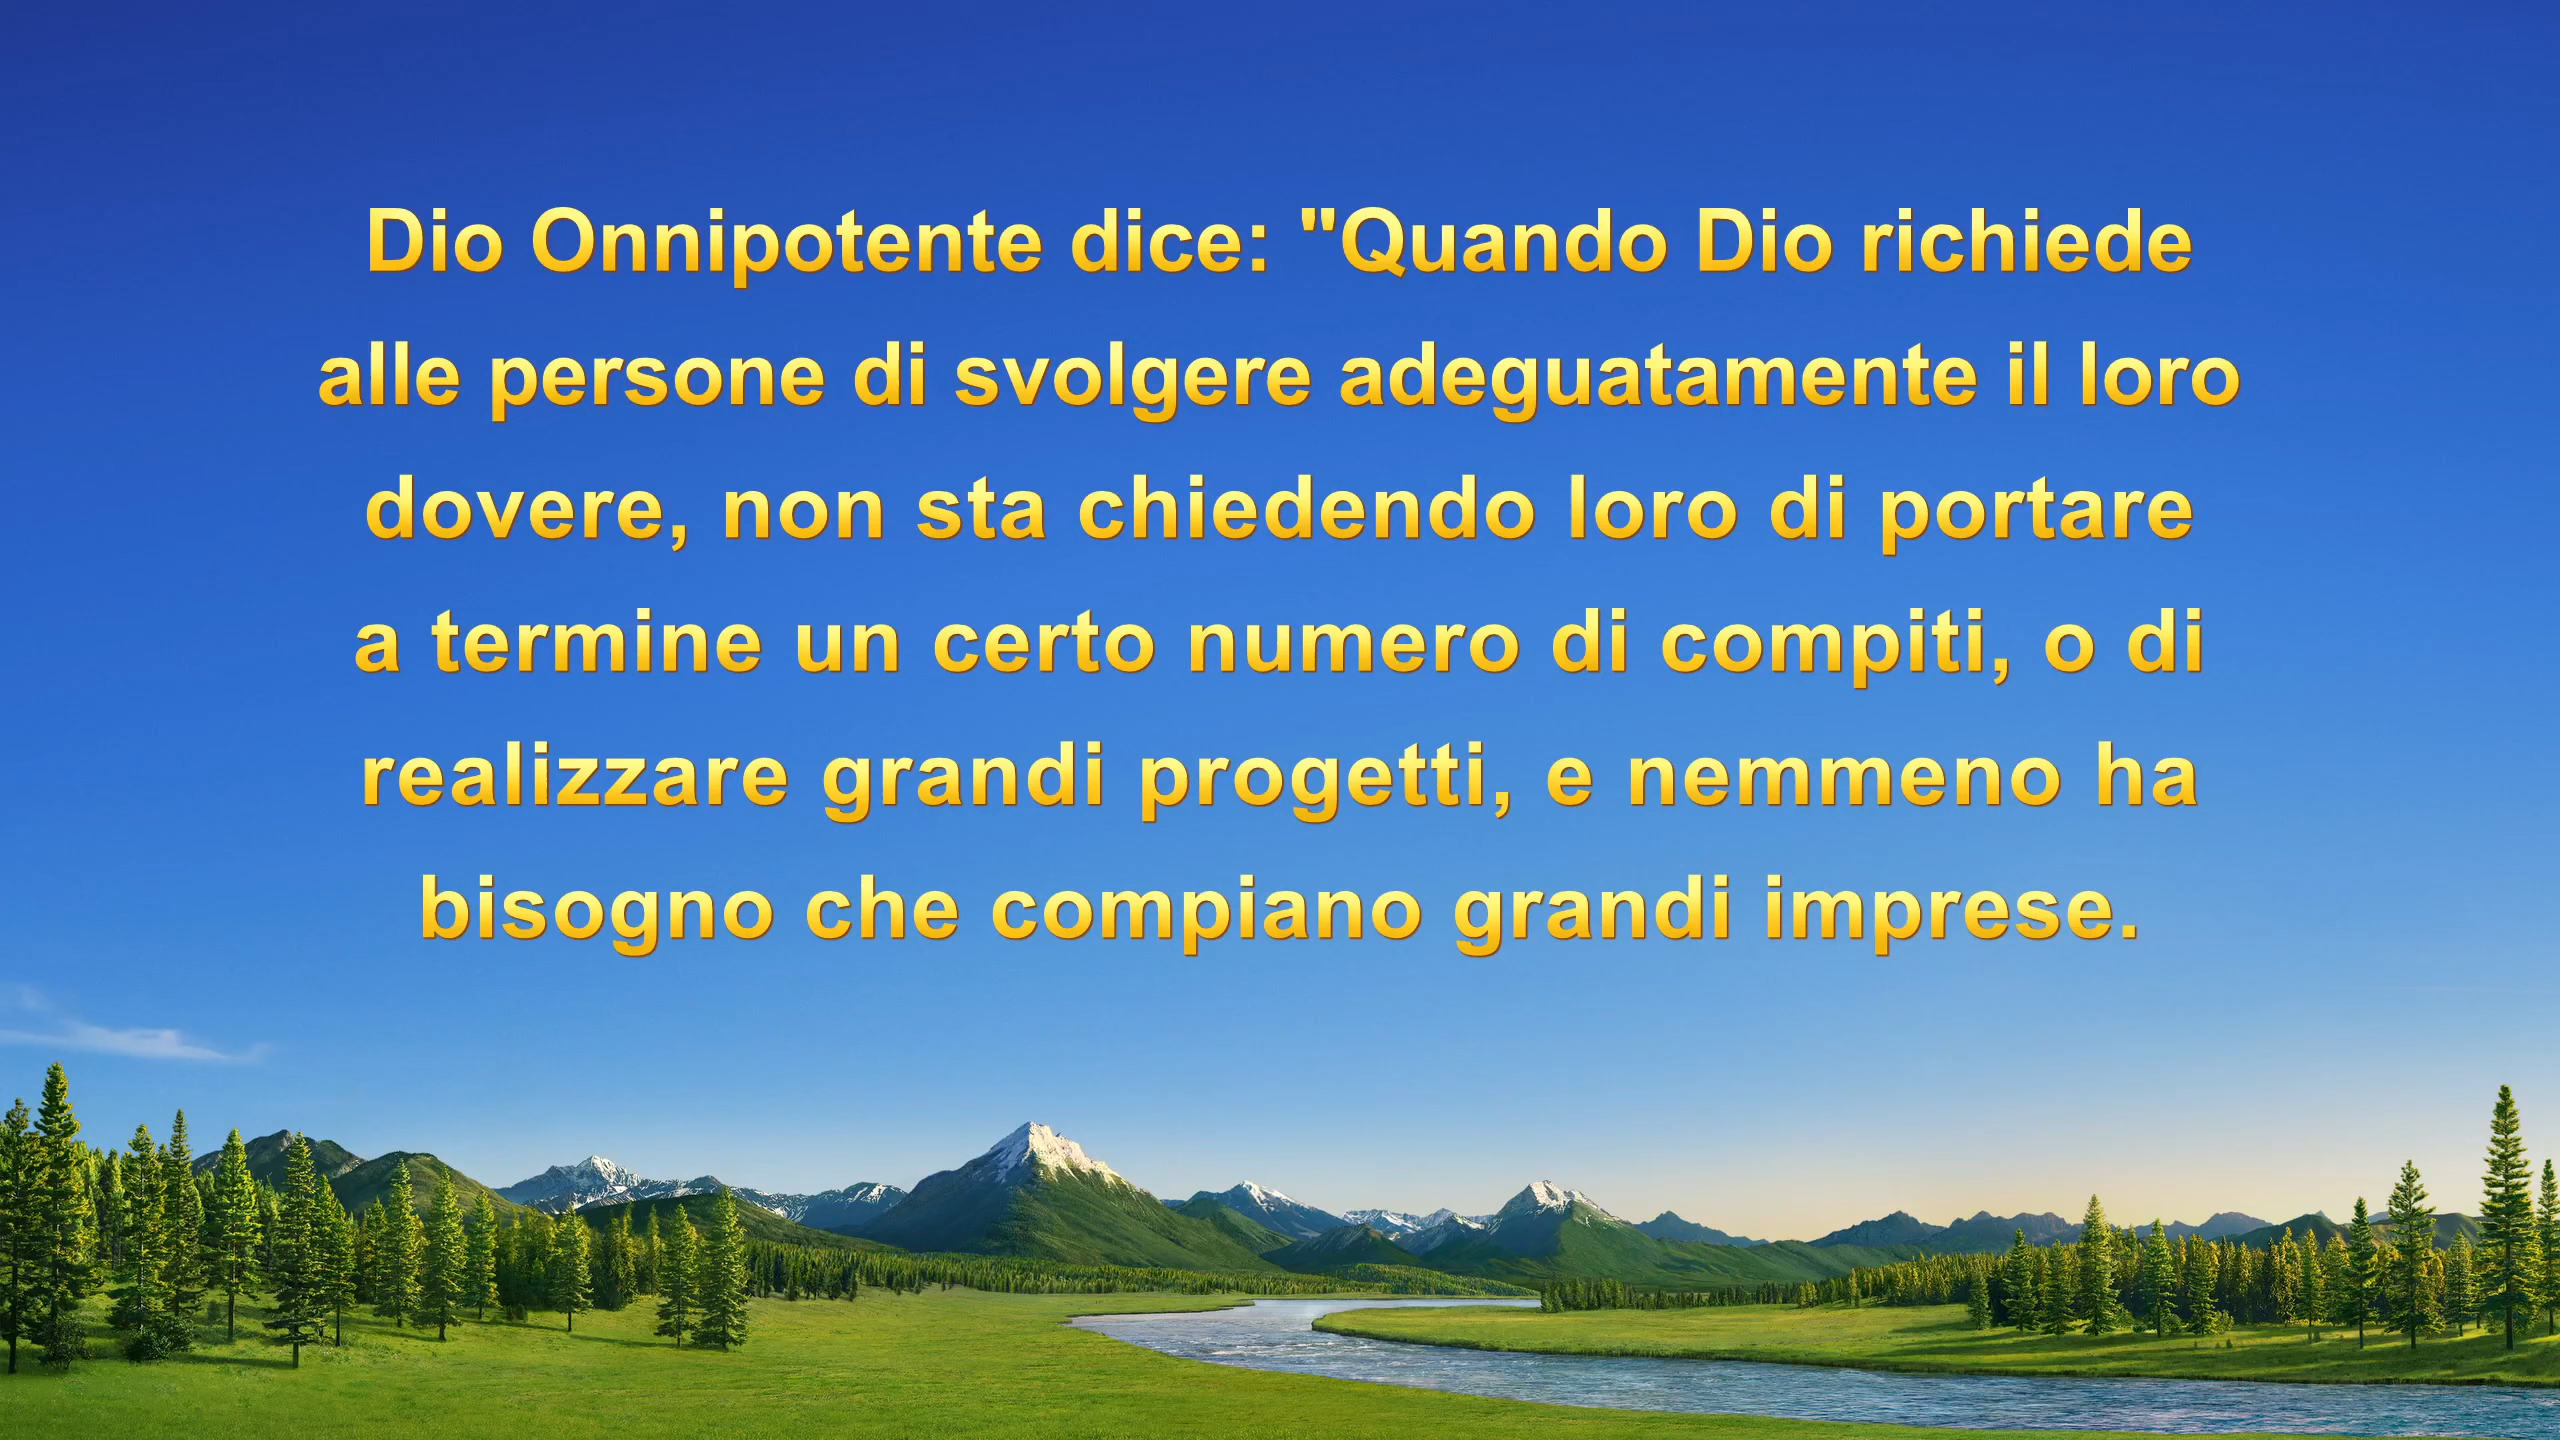 Dio Onnipotente dice: "Quando Dio richiede
alle persone di svolgere adeguatamente il loro
dovere, non sta chiedendo loro di portare
a termine un certo numero di compiti, o di
realizzare grandi progetti, e nemmeno ha
bisogno che compiano grandi imprese.